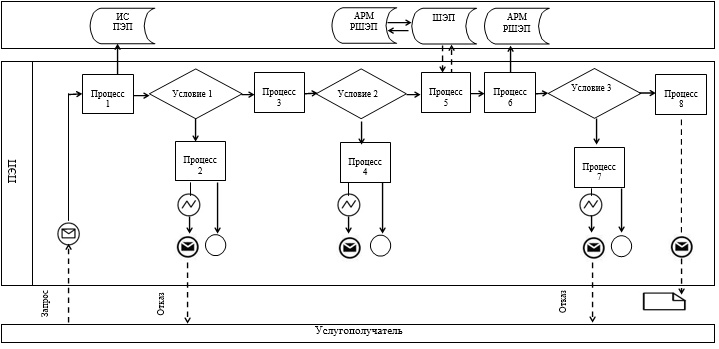 ИС
ПЭП
АРМ
РШЭП
ШЭП
АРМ
РШЭП
Процесс
1
Условие 1
Процесс
3
Условие 2
Процесс
5
Процесс
6
Условие 3
Процесс
8
Процесс
2
Процесс
4
Процесс
7
ПЭП
Запрос
Отказ
Отказ
Услугополучатель